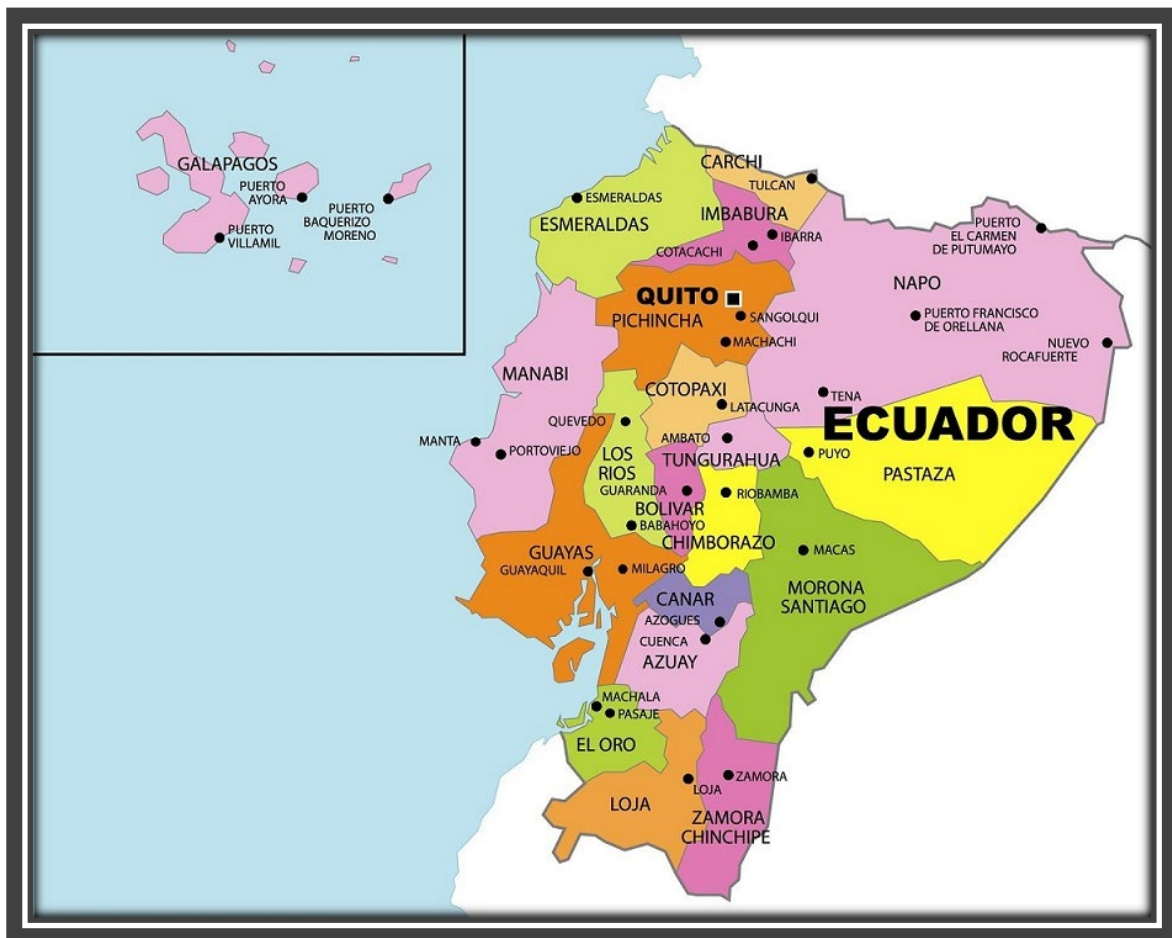 GALAPAGOS
PUERTO
AYORA
PUERTO
BAQUERIZO
MORENO
PUERTO
VILLAMIL
CARCHI
TULCAN
ESMERALDAS
ESMERALDAS
IMBABURA
IBARRA
COTACACHI
PUERTO
EL CARMEN
DE PUTUMAYO
NAPO
QUITO
PICHINCHA
SANGOLQUI
MACHACHI
PUERTO FRANCISCO
DE ORELLANA
NUEVO
ROCAFUERTE
MANABI
COTOPAXI
LATACUNGA
TENA
ECUADOR
QUEVEDO
AMBATO
MANTA
PORTOVIEJO
LOS
RIOS
TUNGURAHUA
PUYO
PASTAZA
GUARANDA
BOLIVAR
RIOBAMBA
BABAHOYO
CHIMBORAZO
MACAS
GUAYAS
GUAYAQUIL
MILAGRO
MORONA
SANTIAGO
CANAR
AZOGUES
CUENCA
AZUAY
MACHALA
PASAJE
EL ORO
LOJA
LOJA
ZAMORA
ZAMORA
CHINCHIPE